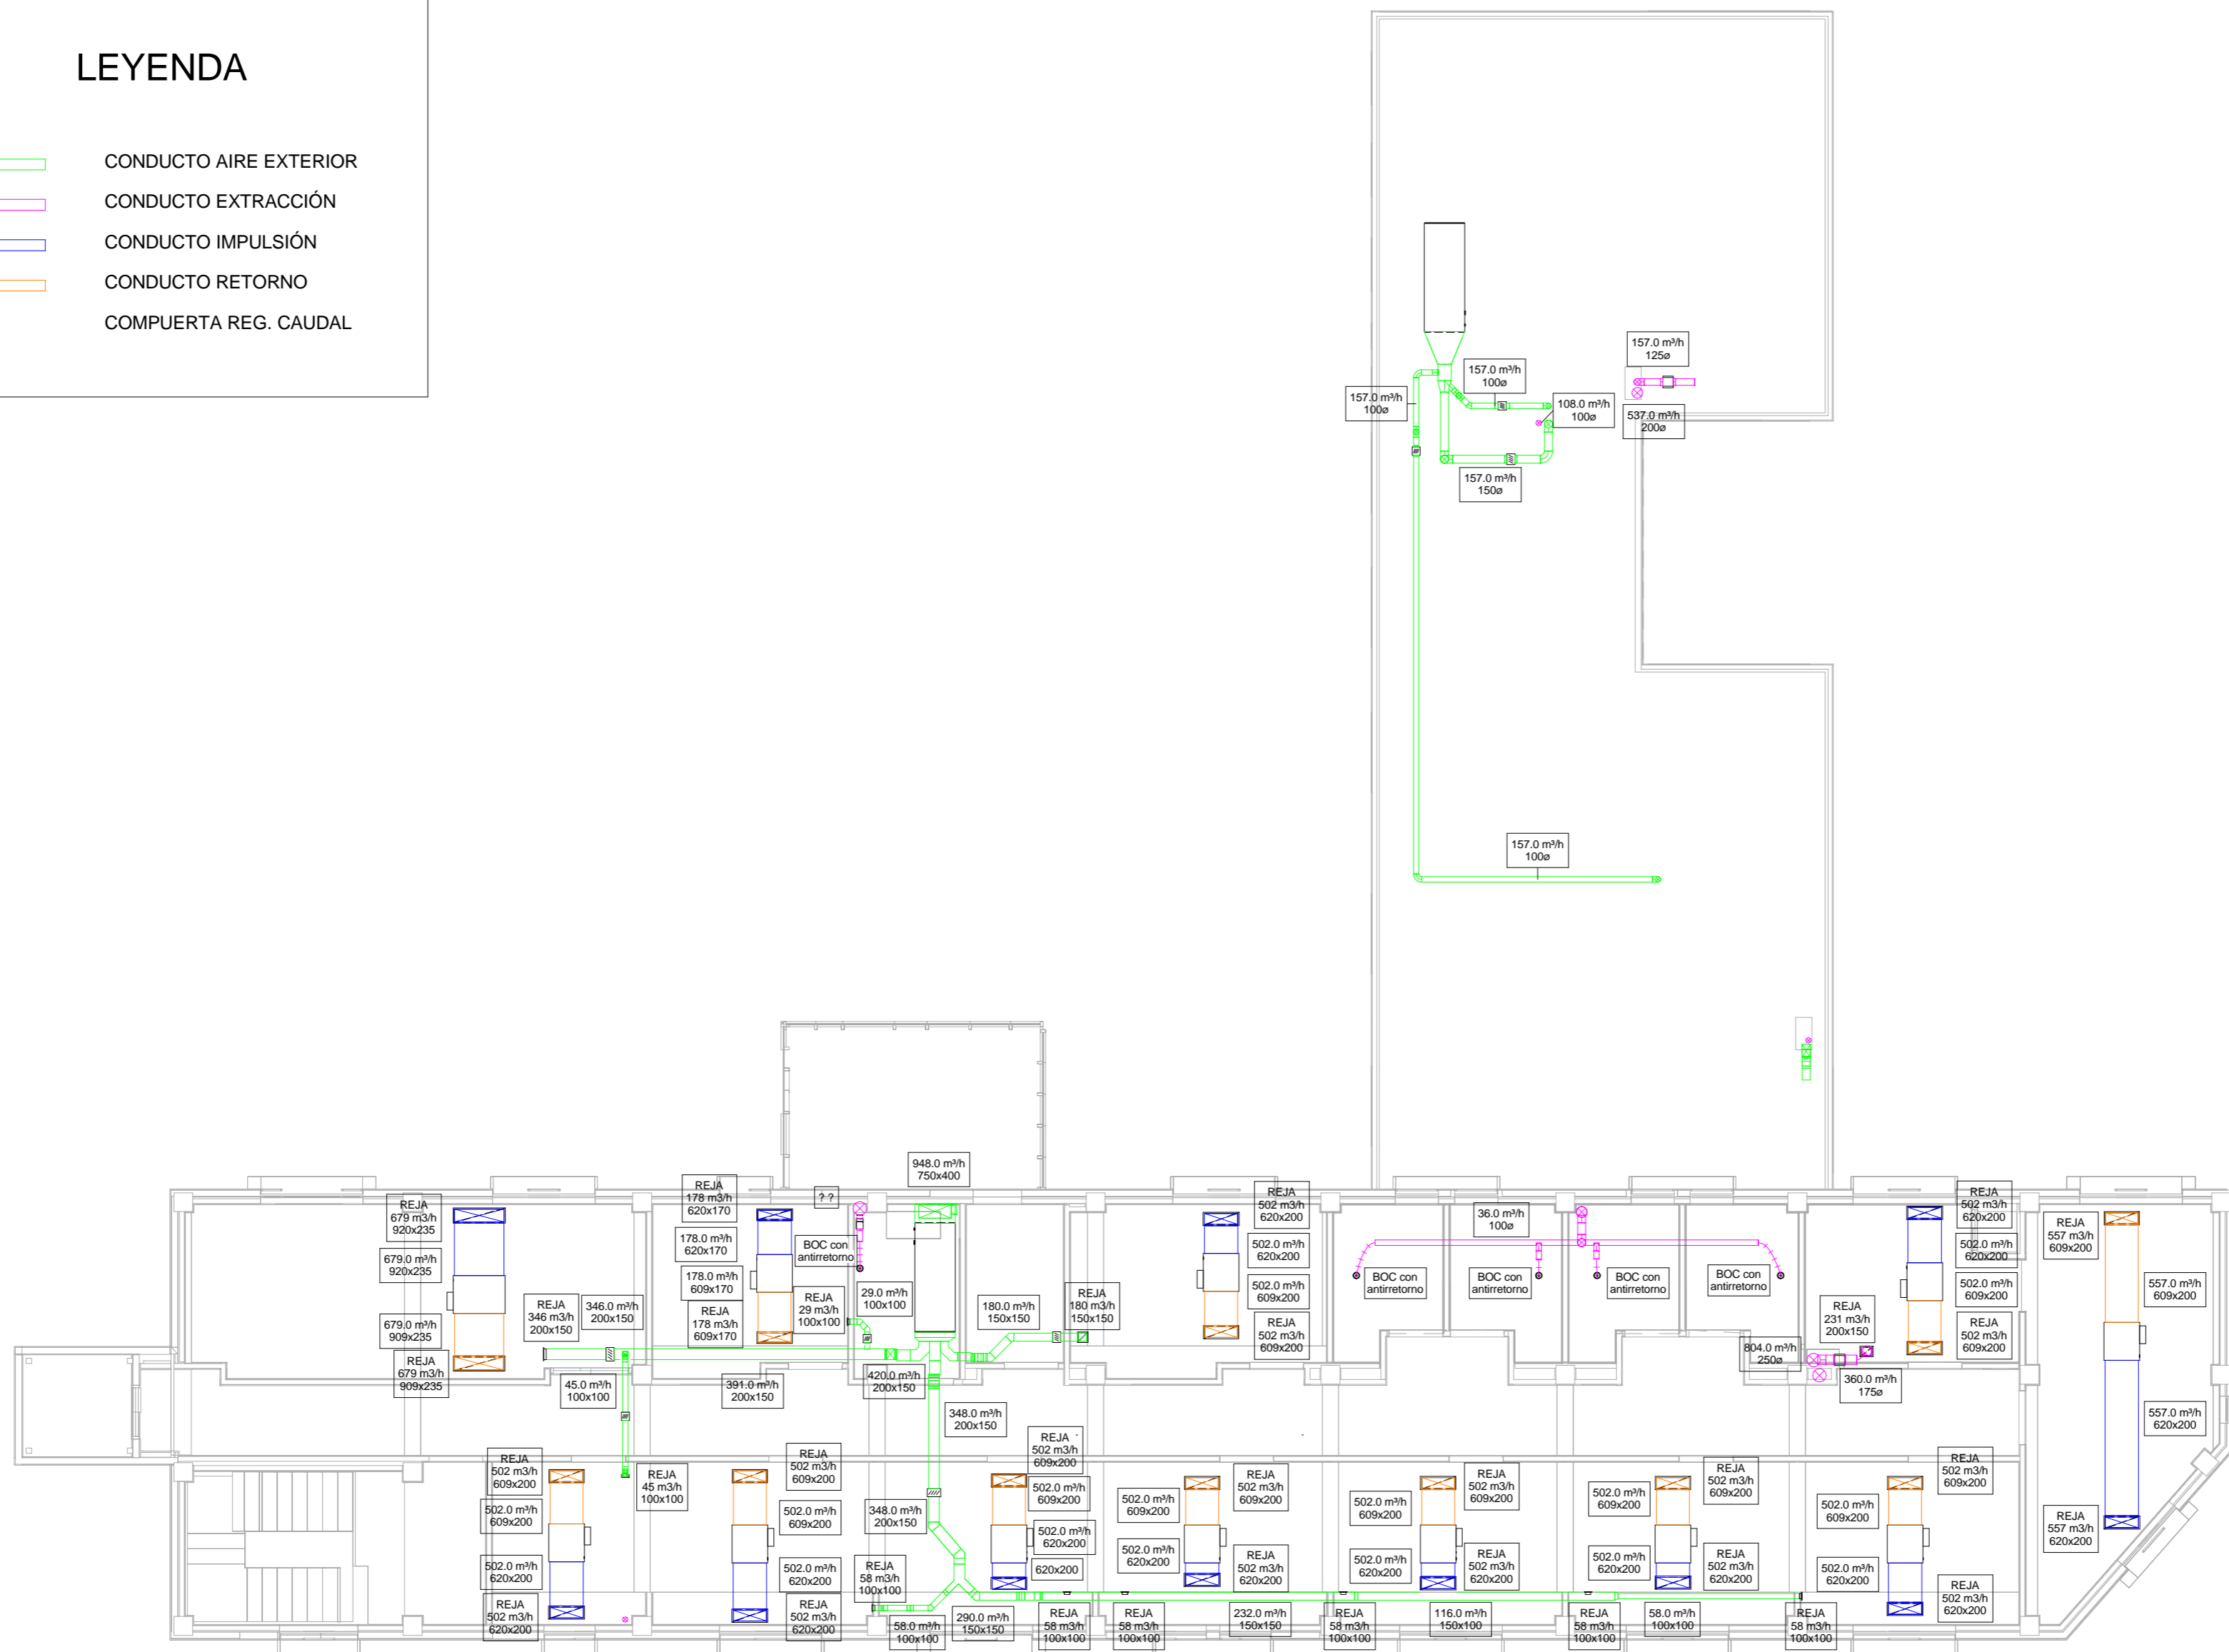 LEYENDA
CONDUCTO AIRE EXTERIOR
CONDUCTO EXTRACCIÓN
CONDUCTO IMPULSIÓN
CONDUCTO RETORNO
COMPUERTA REG. CAUDAL
157.0 m³/h
125ø
157.0 m³/h
100ø
157.0 m³/h
100ø
108.0 m³/h
100ø
537.0 m³/h
200ø
157.0 m³/h
150ø
157.0 m³/h
100ø
948.0 m³/h
750x400
REJA
679 m3/h
920x235
679.0 m³/h
920x235
679.0 m³/h
909x235
REJA
679 m3/h
909x235
REJA
346 m3/h
200x150
346.0 m³/h
200x150
REJA
178 m3/h
620x170
? ?
178.0 m³/h
620x170
BOC con
antirretorno
178.0 m³/h
609x170
REJA
178 m3/h
609x170
REJA
29 m3/h
100x100
29.0 m³/h
100x100
180.0 m³/h
150x150
REJA
180 m3/h
150x150
REJA
502 m3/h
620x200
502.0 m³/h
620x200
502.0 m³/h
609x200
REJA
502 m3/h
609x200
36.0 m³/h
100ø
BOC con
antirretorno
BOC con
antirretorno
BOC con
antirretorno
BOC con
antirretorno
REJA
502 m3/h
620x200
502.0 m³/h
620x200
502.0 m³/h
609x200
REJA
502 m3/h
609x200
REJA
231 m3/h
200x150
804.0 m³/h
250ø
360.0 m³/h
175ø
REJA
557 m3/h
609x200
557.0 m³/h
609x200
557.0 m³/h
620x200
REJA
557 m3/h
620x200
45.0 m³/h
100x100
391.0 m³/h
200x150
420.0 m³/h
200x150
348.0 m³/h
200x150
REJA
502 m3/h
609x200
502.0 m³/h
609x200
502.0 m³/h
620x200
REJA
502 m3/h
620x200
REJA
45 m3/h
100x100
REJA
502 m3/h
609x200
502.0 m³/h
609x200
502.0 m³/h
620x200
REJA
502 m3/h
620x200
348.0 m³/h
200x150
REJA
58 m3/h
100x100
58.0 m³/h
100x100
290.0 m³/h
150x150
REJA
502 m3/h
609x200
502.0 m³/h
609x200
502.0 m³/h
620x200
620x200
REJA
58 m3/h
100x100
REJA
58 m3/h
100x100
502.0 m³/h
609x200
502.0 m³/h
620x200
REJA
502 m3/h
609x200
REJA
502 m3/h
620x200
232.0 m³/h
150x150
REJA
58 m3/h
100x100
502.0 m³/h
609x200
502.0 m³/h
620x200
REJA
502 m3/h
609x200
REJA
502 m3/h
620x200
116.0 m³/h
150x100
REJA
58 m3/h
100x100
502.0 m³/h
609x200
502.0 m³/h
620x200
REJA
502 m3/h
609x200
REJA
502 m3/h
620x200
58.0 m³/h
100x100
REJA
58 m3/h
100x100
502.0 m³/h
609x200
502.0 m³/h
620x200
REJA
502 m3/h
609x200
REJA
502 m3/h
620x200